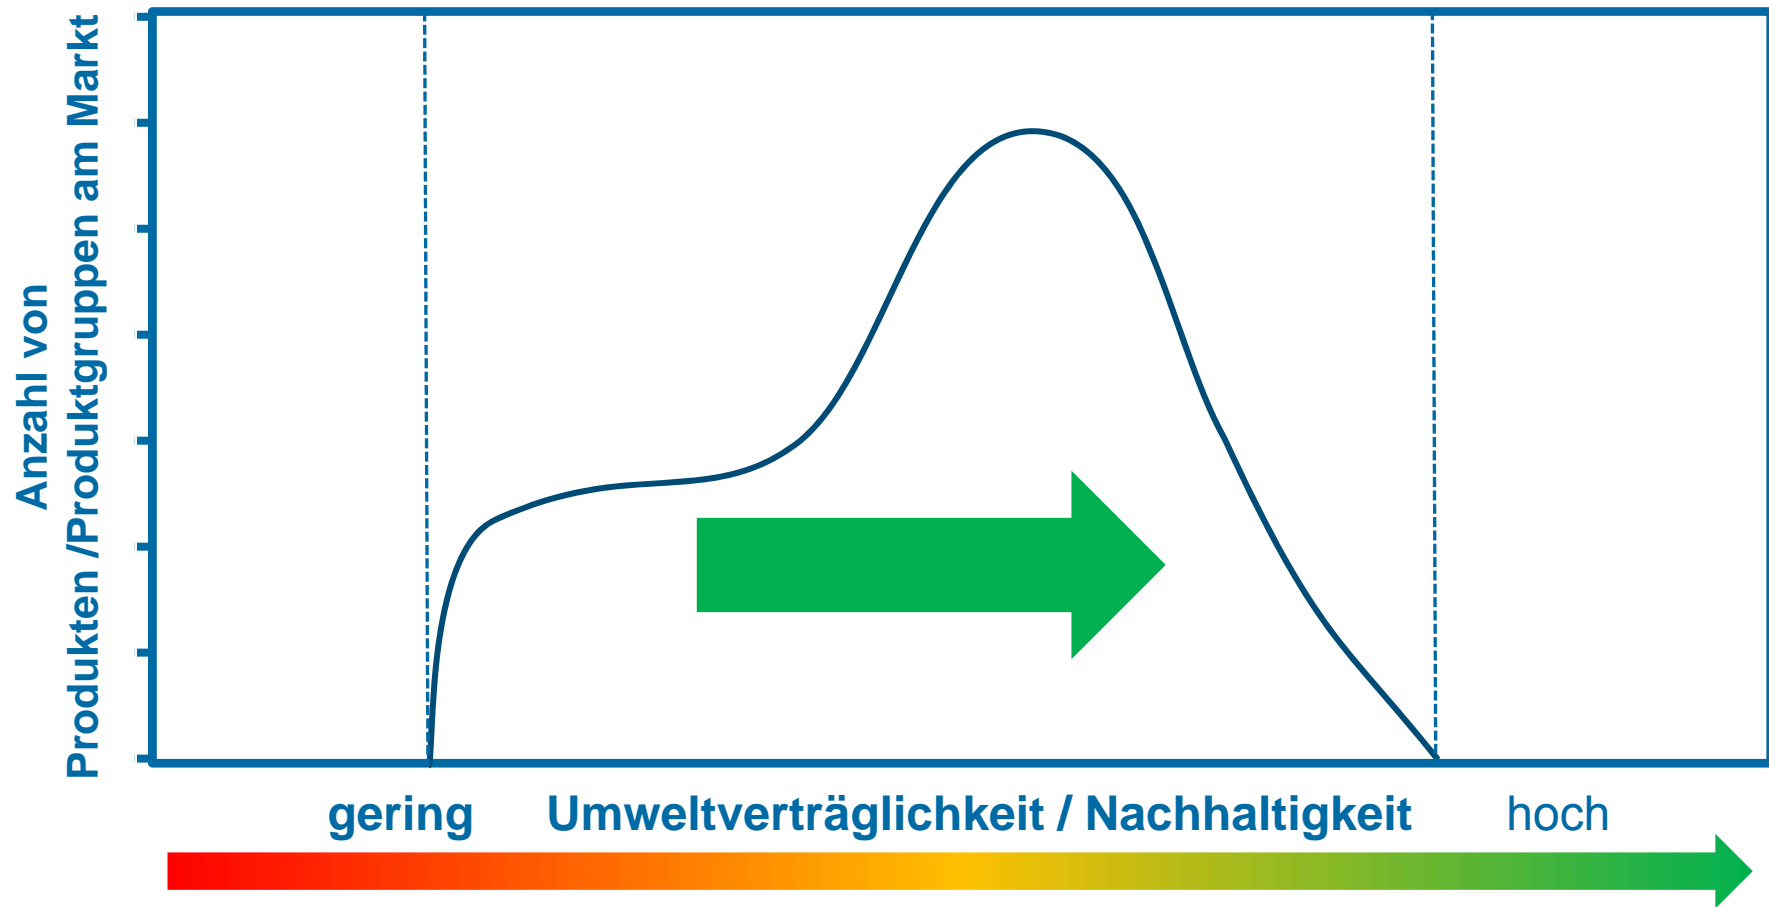 Anzahl von
Produkten /Produktgruppen am Markt
gering Umweltverträglichkeit / Nachhaltigkeit hoch